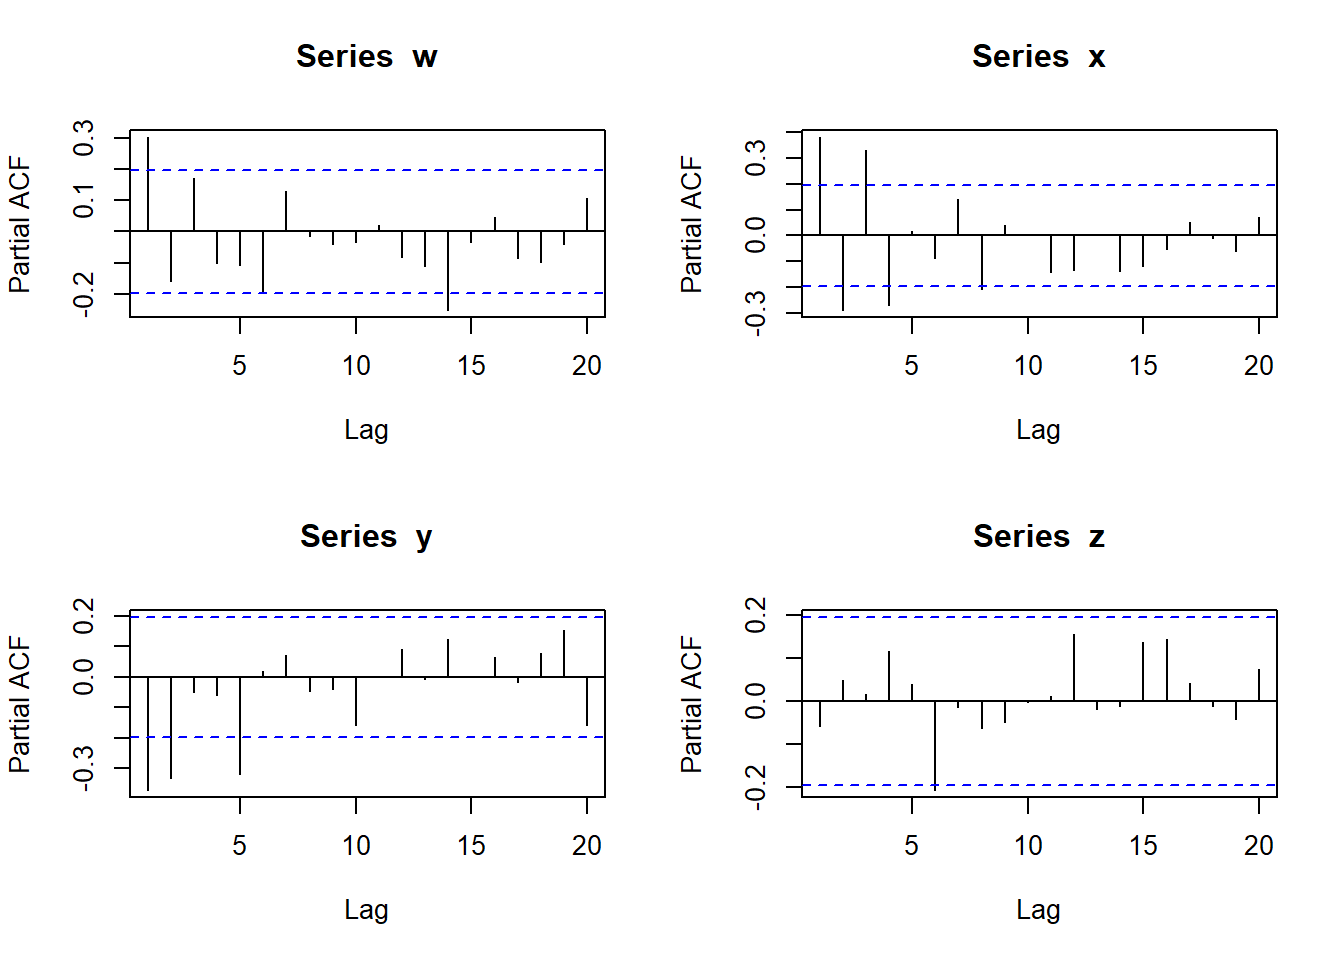 Series w
Partial ACF
0.3
0.1
-0.2
5 10 15 20
Lag
Series x
Partial ACF
0.3
0.0
-0.3
5 10 15 20
Lag
Series y
Partial ACF
0.2
0.0
-0.3
5 10 15 20
Lag
Series z
Partial ACF
0.2
0.0
-0.2
5 10 15 20
Lag